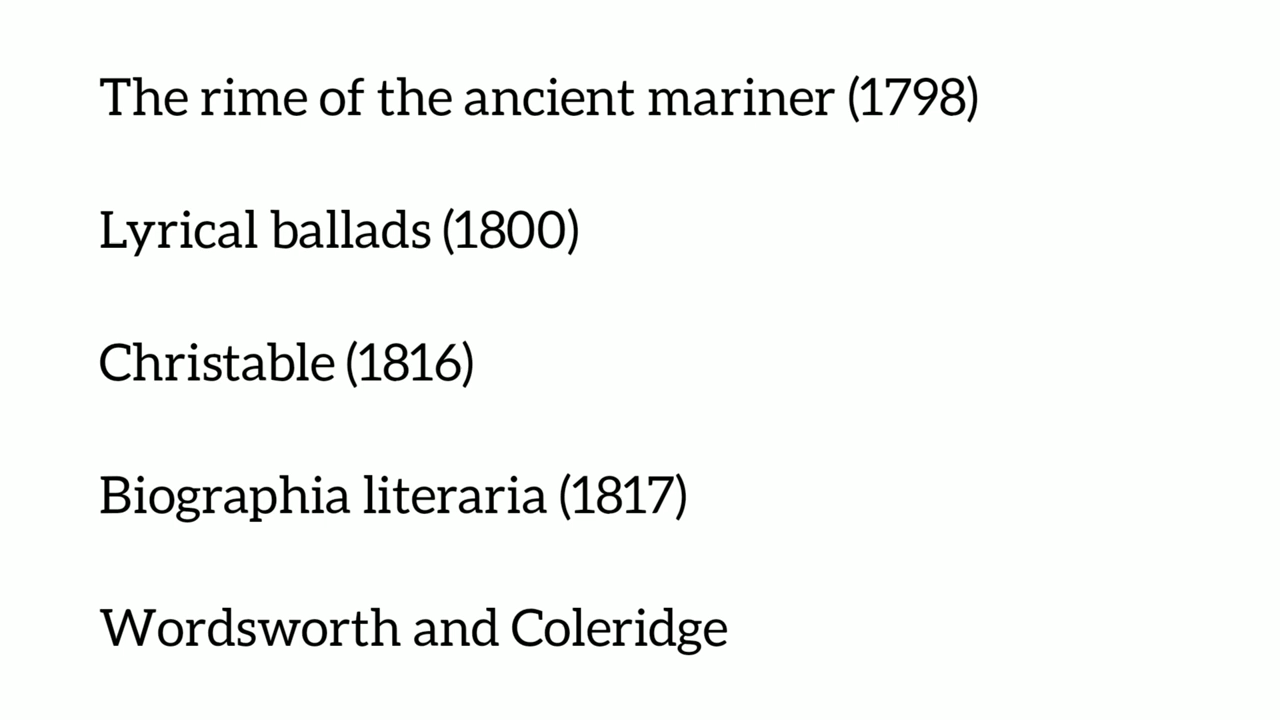 The rime of the ancient mariner (1798)
Lyrical ballads (1800)
Christable (1816)
Biographia literaria (1817)
Wordsworth and Coleridge